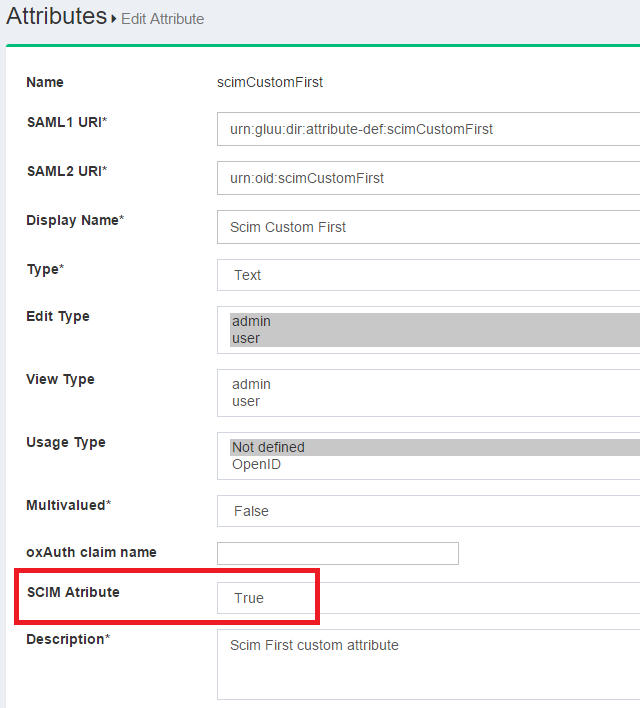 Attributes Edit Attribute
Name scimCustomFirst
SAML1 URI* urn:gluu:dir:attribute-def:scimCustomFirst
SAML2 URI* urn:oid:scimCustomFirst
Display Name* Scim Custom First
Type* Text
Edit Type admin
user
View Type admin
user
Usage Type Not defined
OpenID
Multivalued* False
oxAuth claim name
SCIM Atribute True
Description* Scim First custom attribute